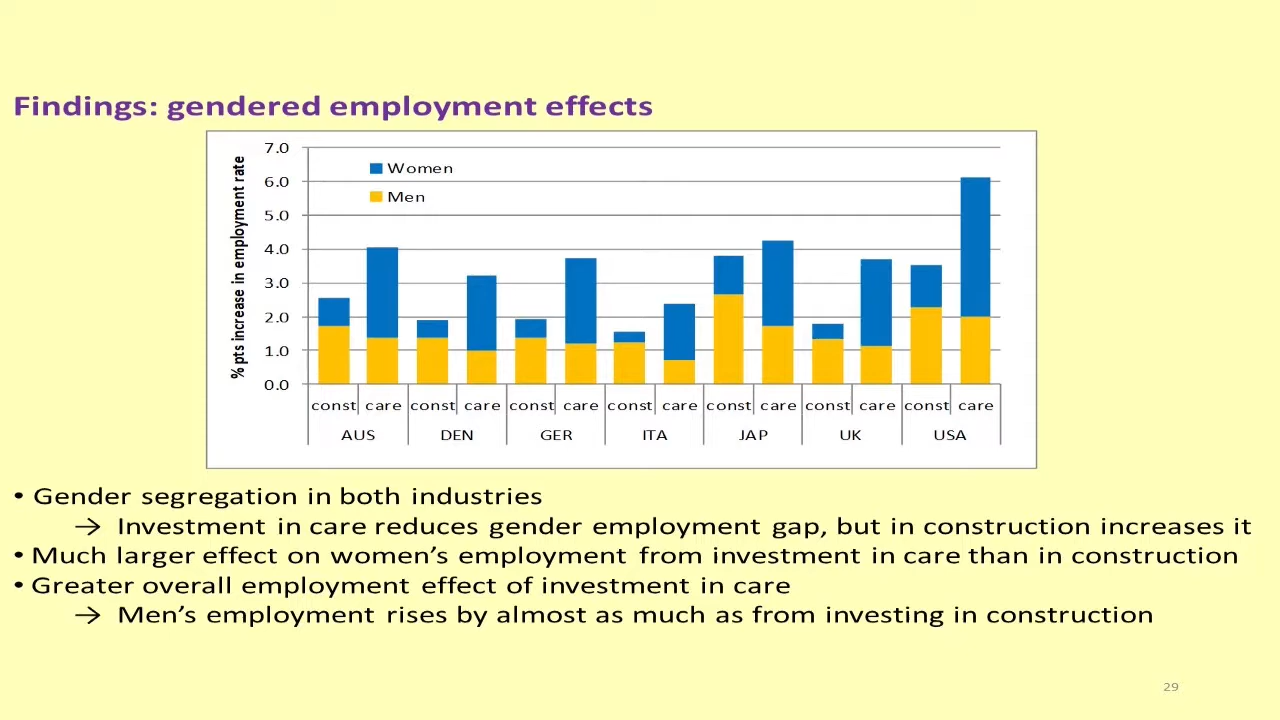 Findings: gendered employment effects
% pts increase in employment rate
7.0
6.0
5.0
4.0
3.0
2.0
1.0
0.0
Women
Men
const care const care const care const care const care const care const care
AUS DEN GER ITA JAP UK USA
• Gender segregation in both industries
→ Investment in care reduces gender employment gap, but in construction increases it
• Much larger effect on women’s employment from investment in care than in construction
• Greater overall employment effect of investment in care
→ Men’s employment rises by almost as much as from investing in construction
29